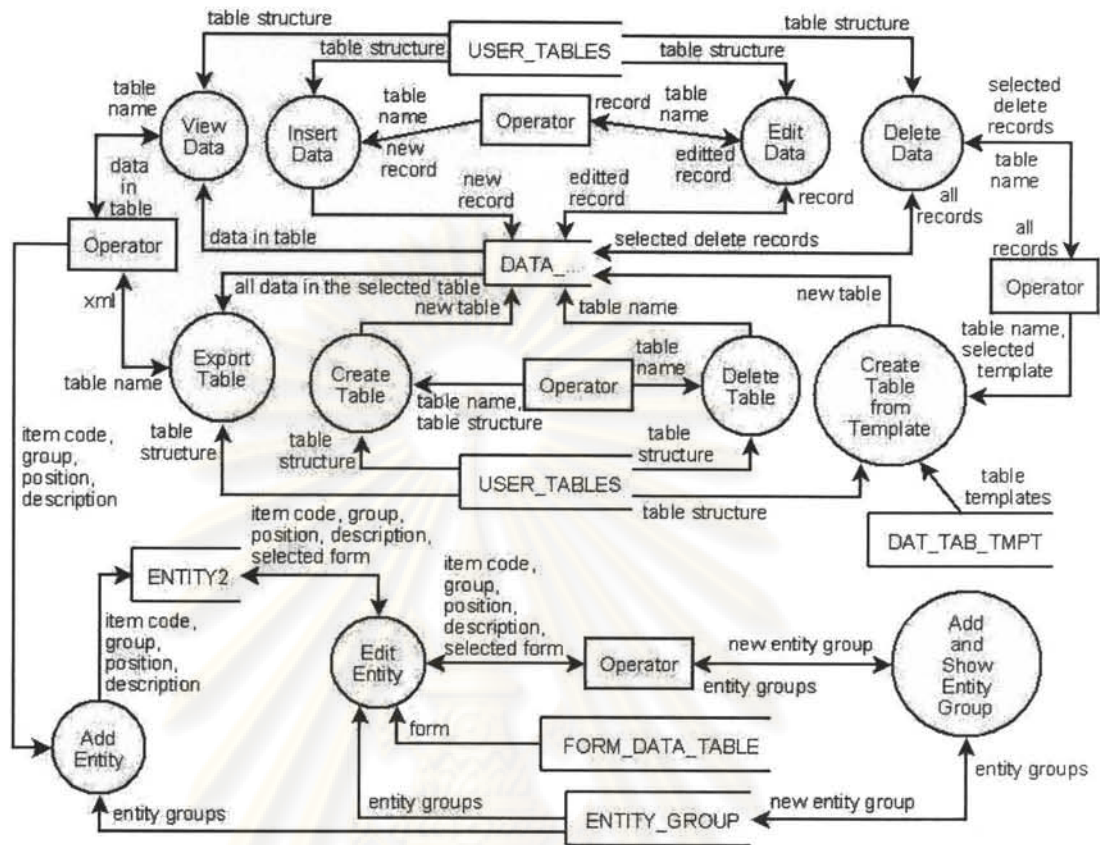 table structure
table structure
USER_TABLES
table structure
table structure
table
name
View
Data
Insert
Data
table
name
new
record
Operator
record
table
name
editted
record
Edit
Data
Delete
Data
selected
delete
records
table
name
data
in
table
new
record
editted
record
record
all
records
all
records
Operator
data in table
DATA_...
selected delete records
Operator
xml
all data in the selected table
new table
table name
new table
table name
Export
Table
Create
Table
table name,
table structure
Operator
table
name
Delete
Table
Create
Table
from
Template
table name,
selected
template
item code,
group,
position,
description
table
structure
table
structure
USER_TABLES
table
structure
table structure
table
templates
DAT_TAB_TMPT
item code, group,
position, description,
selected form
ENTITY2
item code,
group,
position,
description
Edit
Entity
item code,
group,
position,
description,
selected form
Operator
new entity group
entity groups
Add
and
Show
Entity
Group
Add
Entity
form
FORM_DATA_TABLE
entity groups
entity groups
entity groups
ENTITY_GROUP
new entity group